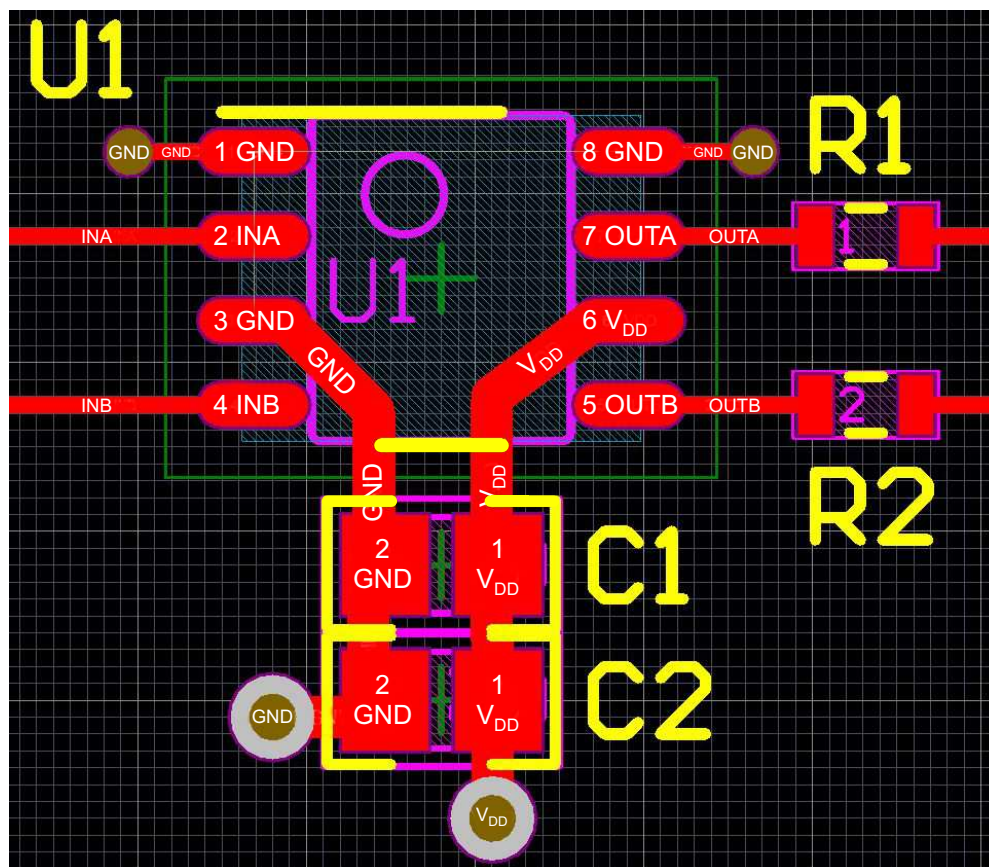 U1
R1
GND GND 1 GND
8 GND GND GND
INA 2 INA
7 OUTA OUTA 1
U1
3 GND
6 VDD
GND
VDD
INB 4 INB
5 OUTB OUTB 2
GND
VDD
R2
2
GND
1
VDD
C1
2
GND
1
VDD
C2
GND
VDD